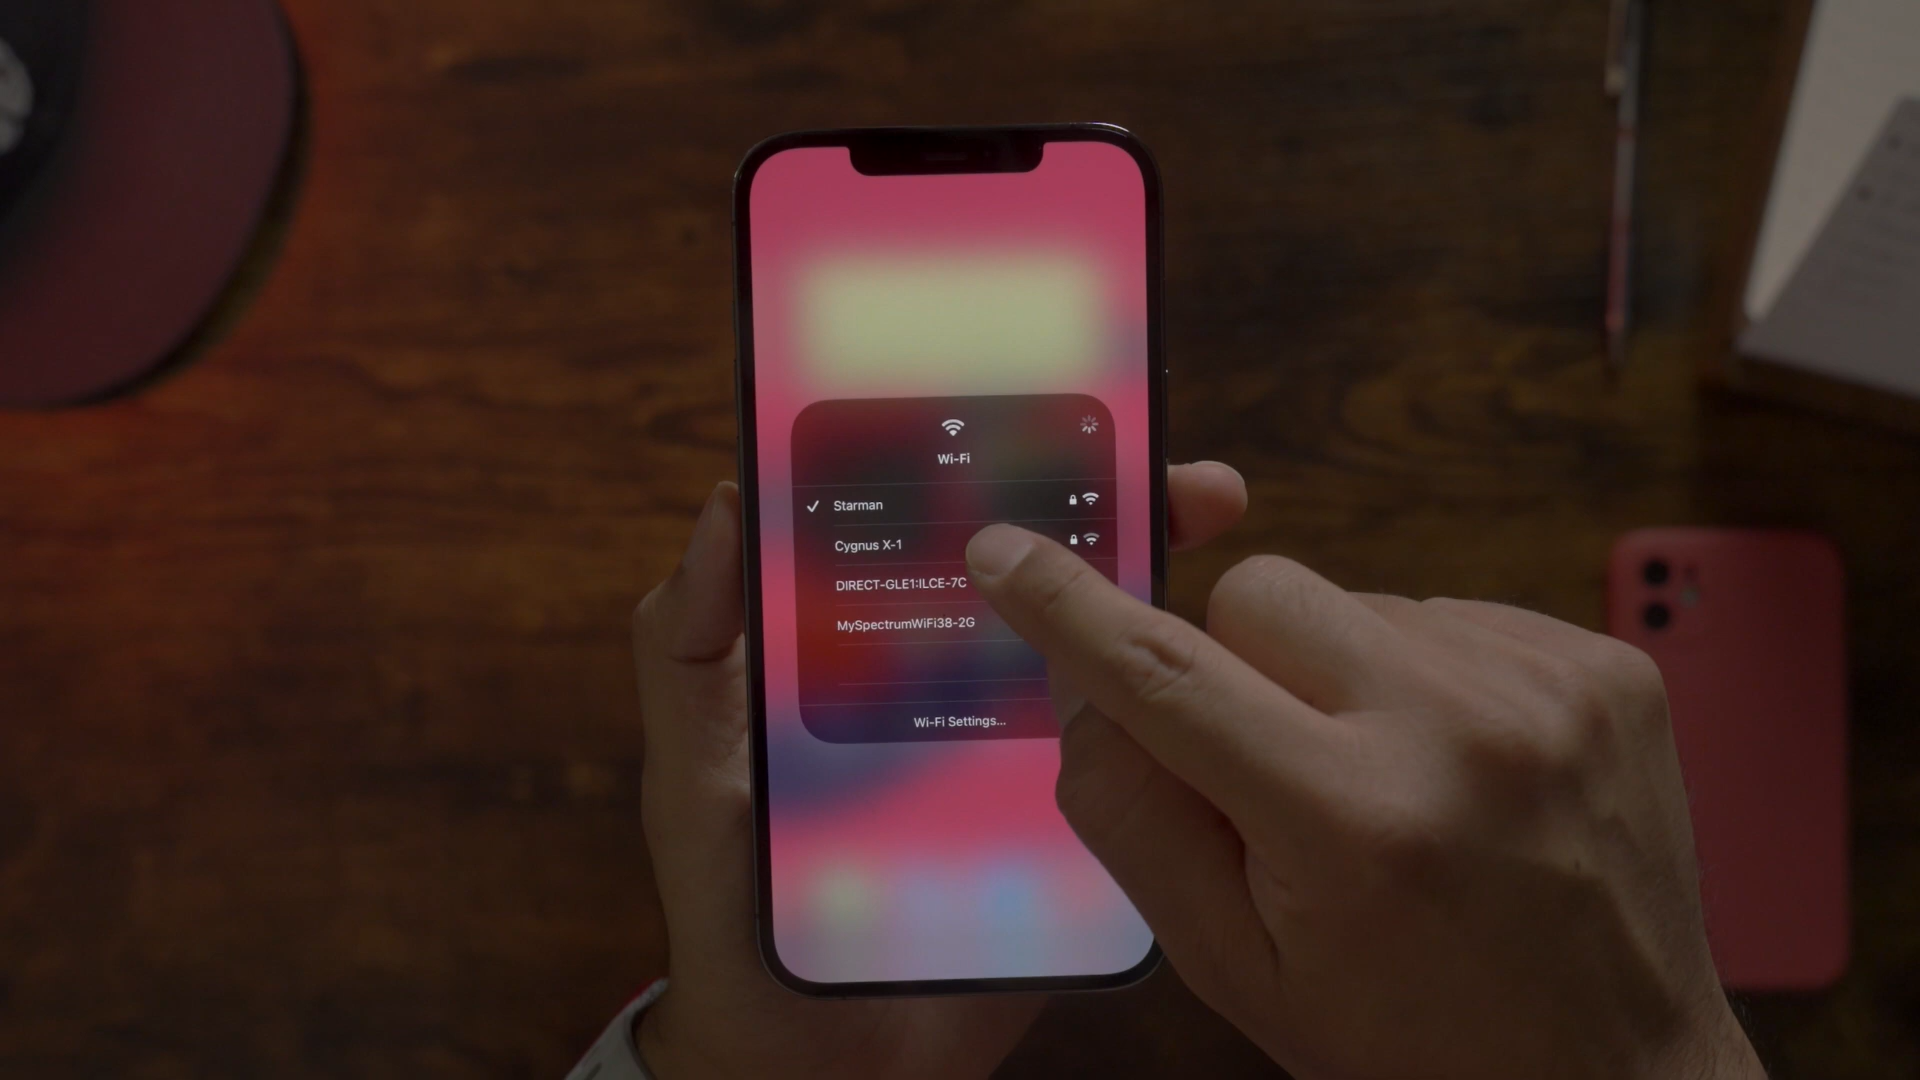 Wi-Fi
Starman
Cygnus X-1
DIRECT-GLE1:ILCE-7C
MySpectrumWiFi38-2G
Wi-Fi Settings...